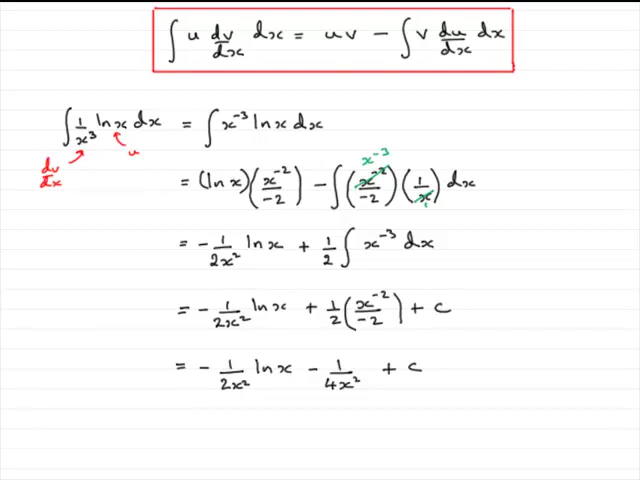 ∫ u dv/dx dx = uv − ∫ v du/dx dx
∫ 1/x³ ln x dx = ∫ x⁻³ ln x dx
dv/dx u
x⁻³
= (ln x)(x⁻²/−2) − ∫ (x⁻²/−2)(1/x) dx
= − 1/2x² ln x + 1/2 ∫ x⁻³ dx
= − 1/2x² ln x + 1/2 (x⁻²/−2) + c
= − 1/2x² ln x − 1/4x² + c